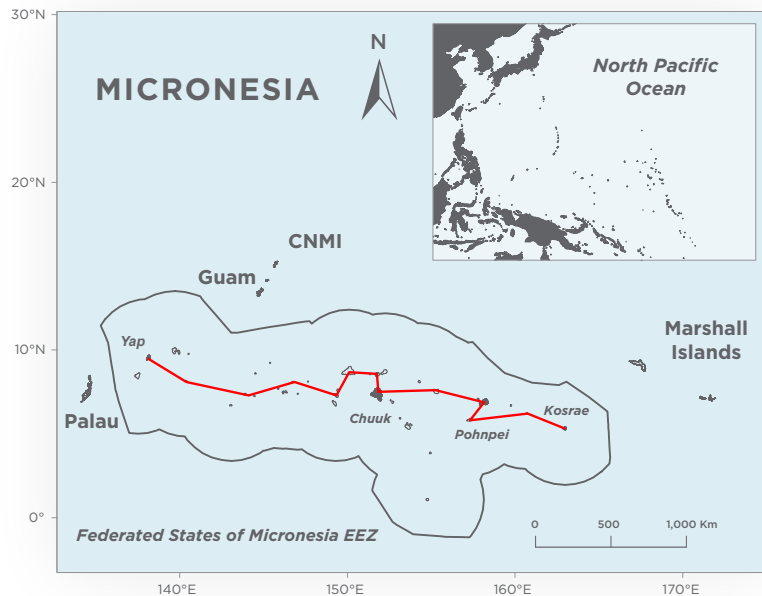 30°N
N
North Pacific
Ocean
MICRONESIA
20°N
CNMI
Guam
Marshall
Islands
Yap
10°N
Palau
Chuuk
Pohnpei
Kosrae
0°
Federated States of Micronesia EEZ
0 500 1,000 Km
140°E 150°E 160°E 170°E